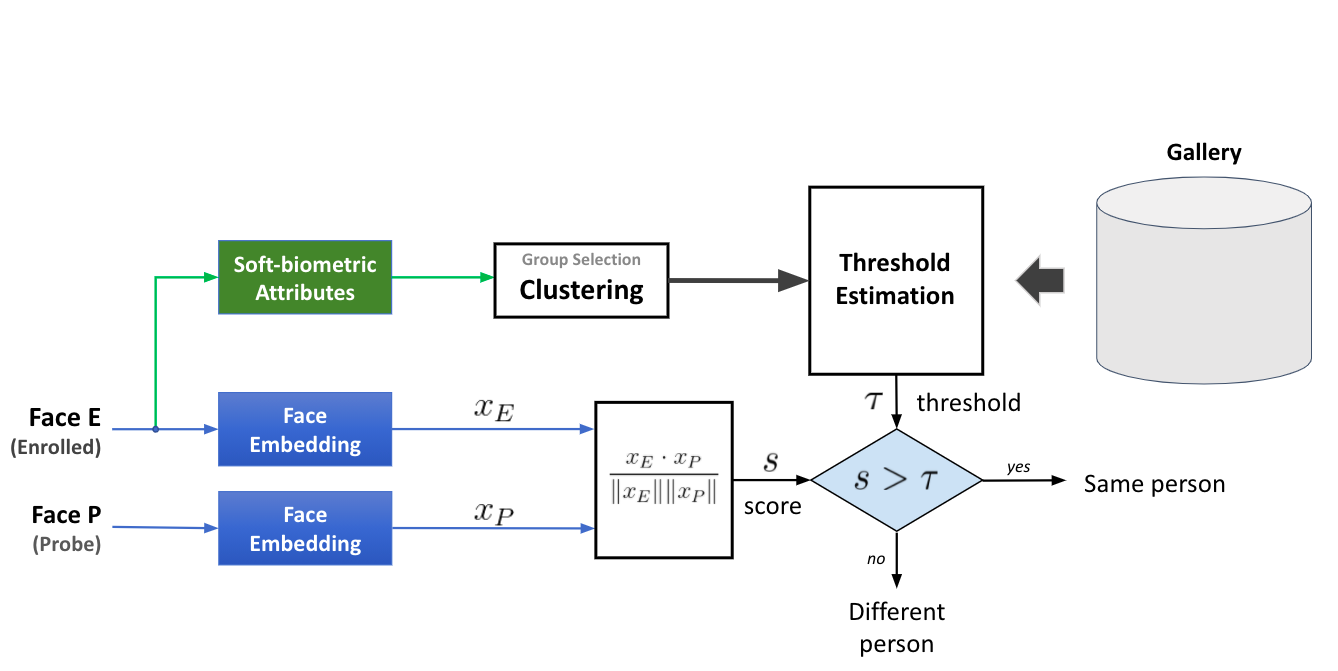 Gallery
Soft-biometric
Attributes
Group Selection
Clustering
Threshold
Estimation
τ threshold
Face E
(Enrolled)
Face
Embedding
x_E
x_E · x_P
‖x_E‖‖x_P‖
s
score
s > τ
yes
Same person
Face P
(Probe)
Face
Embedding
x_P
no
Different
person